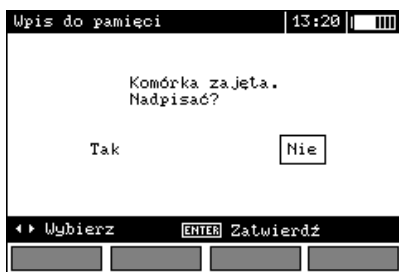 Wpis do pamięci 13:20
Komórka zajęta.
Nadpisać?
Tak Nie
Wybierz ENTER Zatwierdź